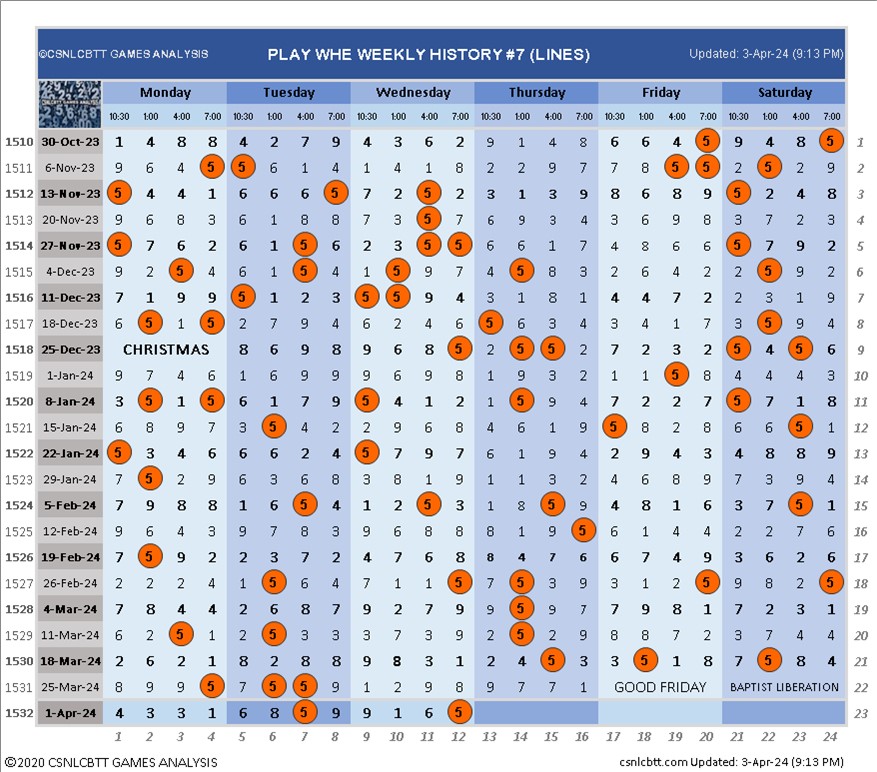 ©CSNLCBTT GAMES ANALYSIS PLAY WHE WEEKLY HISTORY #7 (LINES) Updated: 3-Apr-24 (9:13 PM)
Monday Tuesday Wednesday Thursday Friday Saturday
10:30 1:00 4:00 7:00 10:30 1:00 4:00 7:00 10:30 1:00 4:00 7:00 10:30 1:00 4:00 7:00 10:30 1:00 4:00 7:00 10:30 1:00 4:00 7:00
1510 30-Oct-23 1 4 8 8 4 2 7 9 4 3 6 2 9 1 4 8 6 6 4 5 9 4 8 5 1
1511 6-Nov-23 9 6 4 5 5 6 1 4 1 4 1 8 2 2 9 9 7 8 5 5 2 5 2 9 2
1512 13-Nov-23 5 4 4 1 6 6 6 5 7 2 5 2 3 1 3 9 8 6 8 9 5 2 4 8 3
1513 20-Nov-23 9 6 8 3 6 1 8 8 7 3 5 7 6 9 3 4 3 6 9 8 3 7 2 3 4
1514 27-Nov-23 5 7 6 2 6 1 5 6 2 3 5 5 6 6 1 7 4 8 6 6 5 7 9 2 5
1515 4-Dec-23 9 2 5 4 6 1 5 4 1 5 9 7 4 5 8 3 2 6 4 2 2 5 9 2 6
1516 11-Dec-23 7 1 9 9 5 1 2 3 5 5 9 4 3 1 8 1 4 4 7 2 2 3 1 9 7
1517 18-Dec-23 6 5 1 5 2 7 9 4 6 2 4 6 5 8 3 4 3 4 1 7 3 5 9 4 8
1518 25-Dec-23 CHRISTMAS 8 6 9 8 9 6 8 5 2 5 5 2 7 2 3 2 5 4 5 6 9
1519 1-Jan-24 9 7 4 6 1 6 9 9 9 6 9 8 1 9 3 2 1 1 5 8 4 4 4 3 10
1520 8-Jan-24 3 5 1 5 6 1 7 9 5 4 1 2 1 5 9 4 7 2 2 7 5 7 1 8 11
1521 15-Jan-24 6 8 9 7 3 5 4 2 2 9 6 8 4 6 1 9 5 8 2 8 6 6 5 1 12
1522 22-Jan-24 5 3 4 6 6 2 7 6 5 7 9 7 6 1 9 4 2 9 4 3 4 8 8 9 13
1523 29-Jan-24 7 5 2 9 6 3 6 8 3 1 7 1 2 1 3 4 4 6 8 9 7 3 9 4 14
1524 5-Feb-24 7 9 8 8 1 6 5 4 1 2 5 3 1 8 5 9 4 8 1 6 3 7 5 1 15
1525 12-Feb-24 9 6 4 3 9 7 8 3 9 6 8 8 8 1 9 5 6 1 4 4 2 2 7 6 16
1526 19-Feb-24 7 5 9 2 2 3 7 2 4 7 6 8 8 4 7 6 6 7 4 9 3 6 2 6 17
1527 26-Feb-24 2 2 2 4 1 5 6 4 7 1 1 5 7 5 3 9 3 1 2 5 9 8 2 5 18
1528 4-Mar-24 7 8 4 4 2 6 8 7 9 2 7 9 9 5 9 7 7 9 8 1 7 2 3 1 19
1529 11-Mar-24 6 2 5 1 2 5 3 3 3 7 3 9 2 5 2 9 8 8 7 2 3 7 4 4 20
1530 18-Mar-24 2 6 2 1 8 2 8 8 9 8 3 1 2 4 5 3 3 5 1 8 7 5 8 4 21
1531 25-Mar-24 8 9 9 5 7 5 5 9 1 2 9 8 9 7 7 1 GOOD FRIDAY BAPTIST LIBERATION 22
1532 1-Apr-24 4 3 3 1 6 8 5 9 9 1 6 5 23
1 2 3 4 5 6 7 8 9 10 11 12 13 14 15 16 17 18 19 20 21 22 23 24
©2020 CSNLCBTT GAMES ANALYSIS csnlcbtt.com Updated: 3-Apr-24 (9:13 PM)